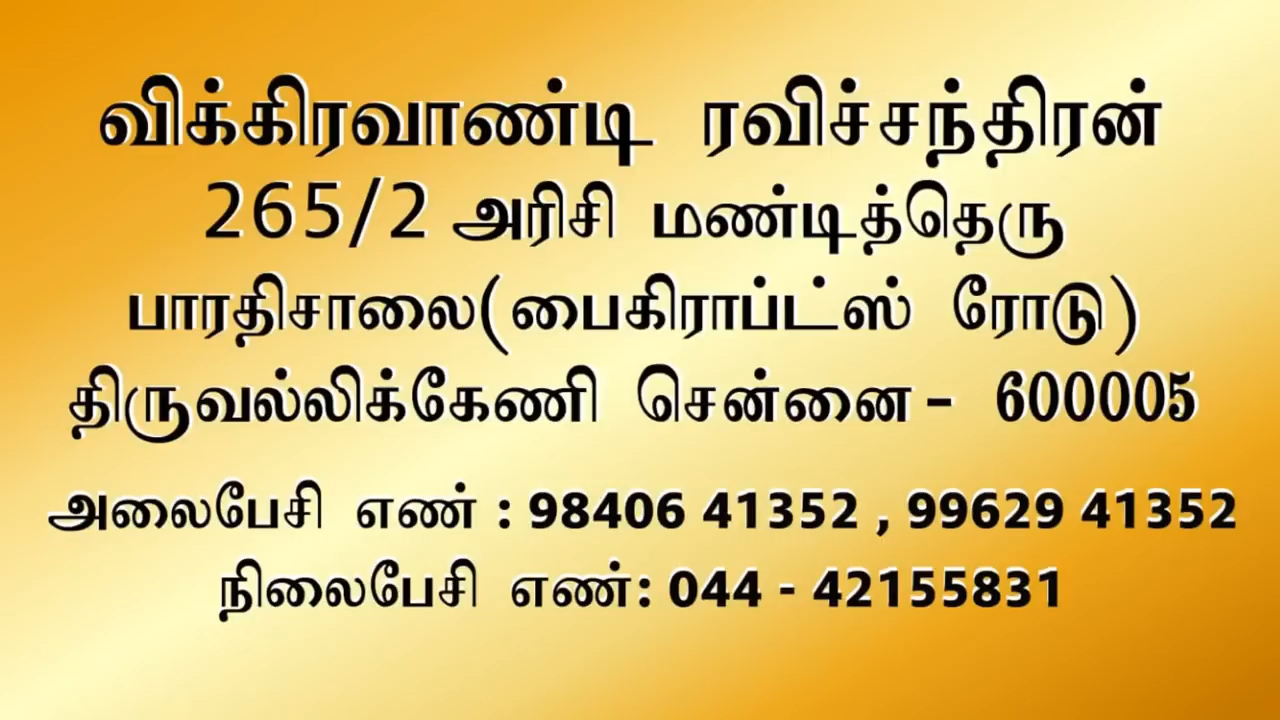 விக்கிரவாண்டி ரவிச்சந்திரன்
265/2 அரிசி மண்டித்தெரு
பாரதிசாலை(பைகிராப்ட்ஸ் ரோடு)
திருவல்லிக்கேணி சென்னை - 600005
அலைபேசி எண் : 98406 41352 , 99629 41352
நிலைபேசி எண்: 044 - 42155831